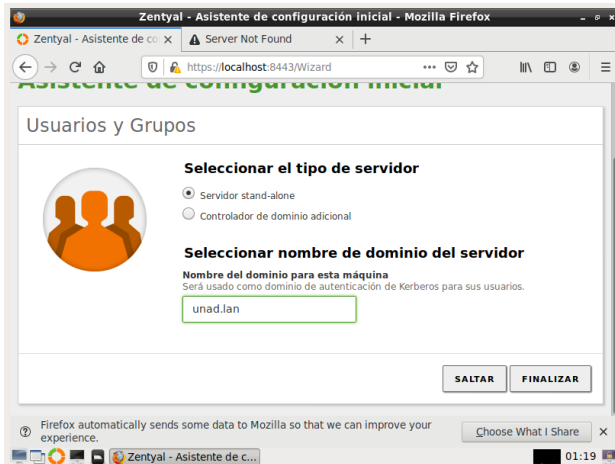 Zentyal - Asistente de configuración inicial - Mozilla Firefox
Zentyal - Asistente de co
Server Not Found
https://localhost:8443/Wizard
Asistente de configuración inicial
Usuarios y Grupos
Seleccionar el tipo de servidor
Servidor stand-alone
Controlador de dominio adicional
Seleccionar nombre de dominio del servidor
Nombre del dominio para esta máquina
Será usado como dominio de autenticación de Kerberos para sus usuarios.
unad.lan
SALTAR FINALIZAR
Firefox automatically sends some data to Mozilla so that we can improve your
experience.
Choose What I Share
Zentyal - Asistente de c...
01:19